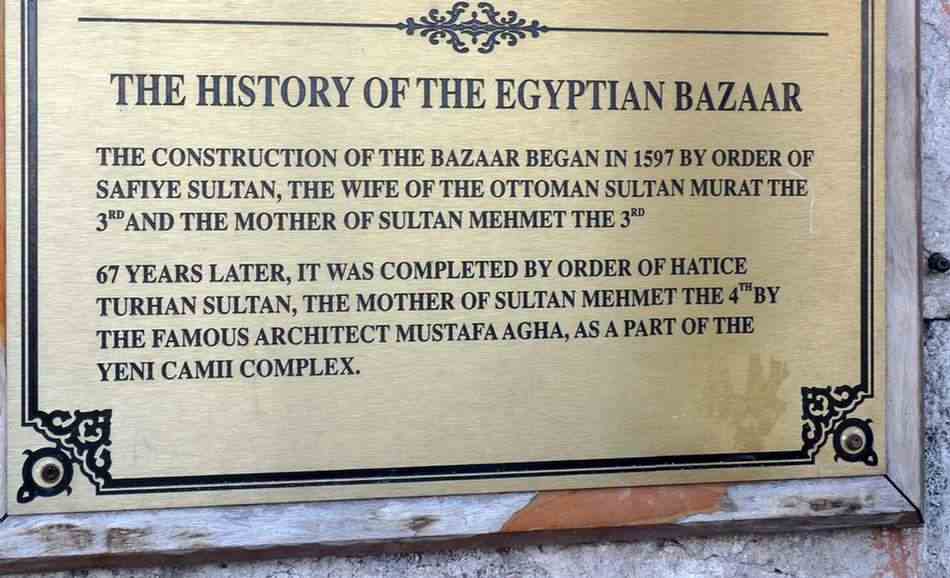 THE HISTORY OF THE EGYPTIAN BAZAAR
THE CONSTRUCTION OF THE BAZAAR BEGAN IN 1597 BY ORDER OF
SAFIYE SULTAN, THE WIFE OF THE OTTOMAN SULTAN MURAT THE
3RD AND THE MOTHER OF SULTAN MEHMET THE 3RD
67 YEARS LATER, IT WAS COMPLETED BY ORDER OF HATICE
TURHAN SULTAN, THE MOTHER OF SULTAN MEHMET THE 4TH BY
THE FAMOUS ARCHITECT MUSTAFA AGHA, AS A PART OF THE
YENI CAMII COMPLEX.